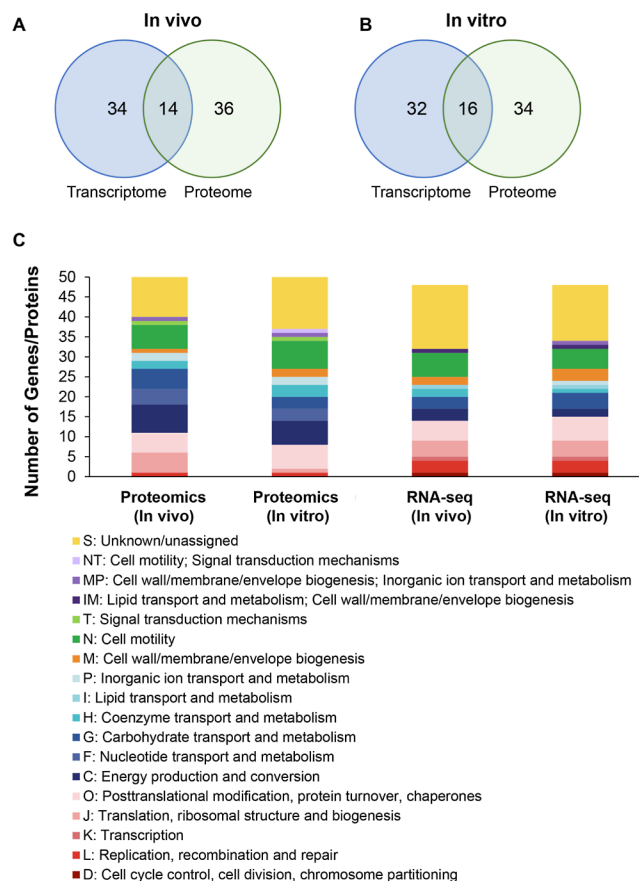 A
In vivo
34
14
36
Transcriptome
Proteome
B
In vitro
32
16
34
Transcriptome
Proteome
C
Number of Genes/Proteins
50
45
40
35
30
25
20
15
10
5
0
Proteomics
(In vivo)
Proteomics
(In vitro)
RNA-seq
(In vivo)
RNA-seq
(In vitro)
S: Unknown/unassigned
NT: Cell motility; Signal transduction mechanisms
MP: Cell wall/membrane/envelope biogenesis; Inorganic ion transport and metabolism
IM: Lipid transport and metabolism; Cell wall/membrane/envelope biogenesis
T: Signal transduction mechanisms
N: Cell motility
M: Cell wall/membrane/envelope biogenesis
P: Inorganic ion transport and metabolism
I: Lipid transport and metabolism
H: Coenzyme transport and metabolism
G: Carbohydrate transport and metabolism
F: Nucleotide transport and metabolism
C: Energy production and conversion
O: Posttranslational modification, protein turnover, chaperones
J: Translation, ribosomal structure and biogenesis
K: Transcription
L: Replication, recombination and repair
D: Cell cycle control, cell division, chromosome partitioning